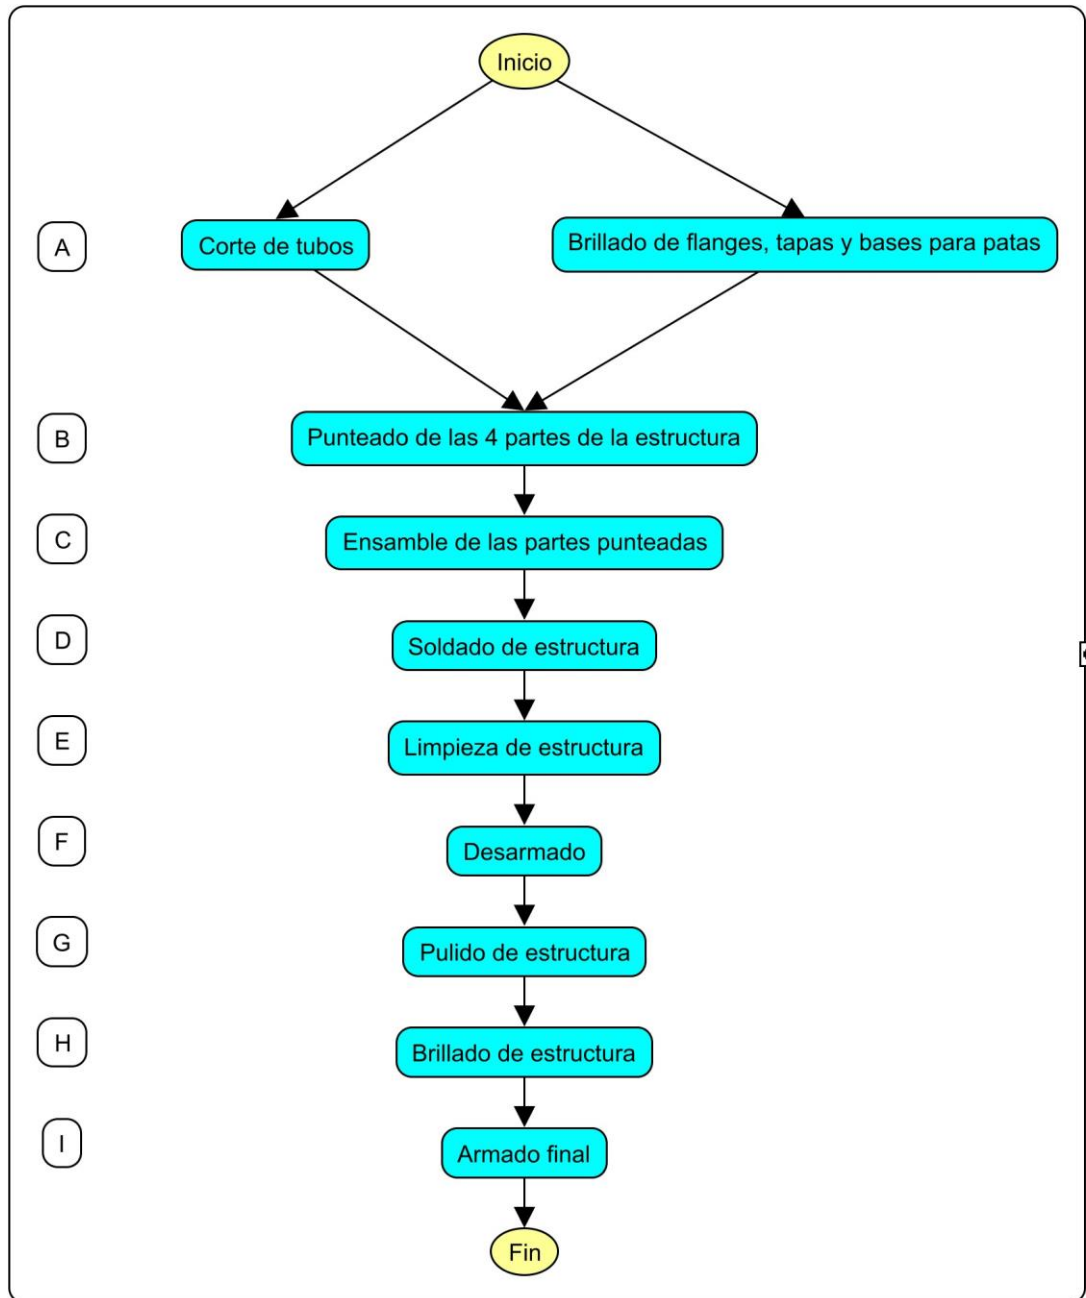 Inicio
A
Corte de tubos
Brillado de flanges, tapas y bases para patas
B
Punteado de las 4 partes de la estructura
C
Ensamble de las partes punteadas
D
Soldado de estructura
E
Limpieza de estructura
F
Desarmado
G
Pulido de estructura
H
Brillado de estructura
I
Armado final
Fin